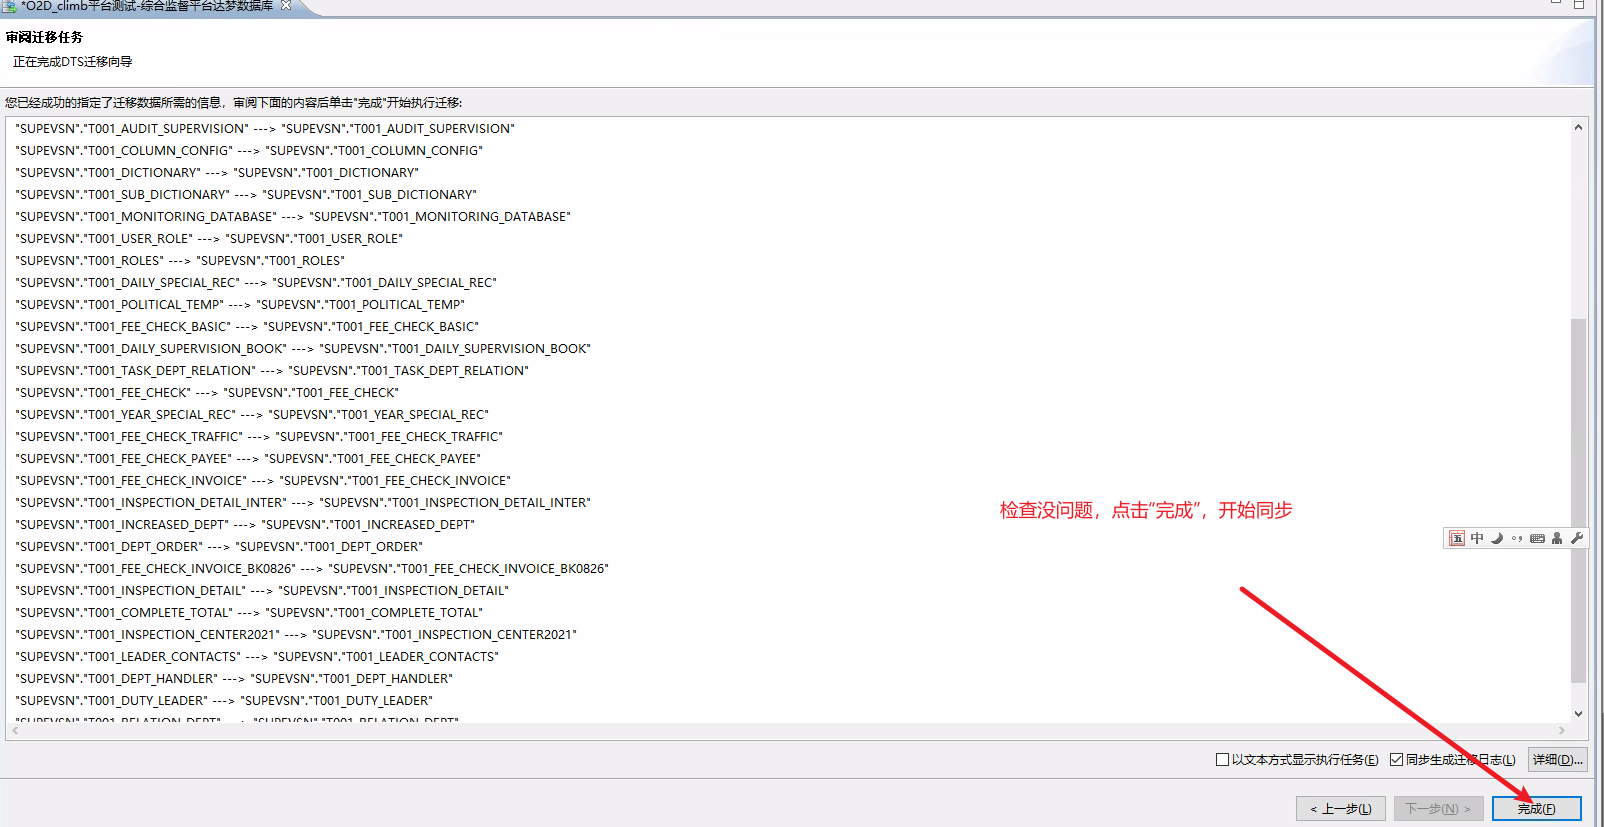 *O2D_climb平台测试-综合监督平台达梦数据库
审阅迁移任务
正在完成DTS迁移向导
您已经成功的指定了迁移数据所需的信息，审阅下面的内容后单击"完成"开始执行迁移:
"SUPEVSN"."T001_AUDIT_SUPERVISION" ---> "SUPEVSN"."T001_AUDIT_SUPERVISION"
"SUPEVSN"."T001_COLUMN_CONFIG" ---> "SUPEVSN"."T001_COLUMN_CONFIG"
"SUPEVSN"."T001_DICTIONARY" ---> "SUPEVSN"."T001_DICTIONARY"
"SUPEVSN"."T001_SUB_DICTIONARY" ---> "SUPEVSN"."T001_SUB_DICTIONARY"
"SUPEVSN"."T001_MONITORING_DATABASE" ---> "SUPEVSN"."T001_MONITORING_DATABASE"
"SUPEVSN"."T001_USER_ROLE" ---> "SUPEVSN"."T001_USER_ROLE"
"SUPEVSN"."T001_ROLES" ---> "SUPEVSN"."T001_ROLES"
"SUPEVSN"."T001_DAILY_SPECIAL_REC" ---> "SUPEVSN"."T001_DAILY_SPECIAL_REC"
"SUPEVSN"."T001_POLITICAL_TEMP" ---> "SUPEVSN"."T001_POLITICAL_TEMP"
"SUPEVSN"."T001_FEE_CHECK_BASIC" ---> "SUPEVSN"."T001_FEE_CHECK_BASIC"
"SUPEVSN"."T001_DAILY_SUPERVISION_BOOK" ---> "SUPEVSN"."T001_DAILY_SUPERVISION_BOOK"
"SUPEVSN"."T001_TASK_DEPT_RELATION" ---> "SUPEVSN"."T001_TASK_DEPT_RELATION"
"SUPEVSN"."T001_FEE_CHECK" ---> "SUPEVSN"."T001_FEE_CHECK"
"SUPEVSN"."T001_YEAR_SPECIAL_REC" ---> "SUPEVSN"."T001_YEAR_SPECIAL_REC"
"SUPEVSN"."T001_FEE_CHECK_TRAFFIC" ---> "SUPEVSN"."T001_FEE_CHECK_TRAFFIC"
"SUPEVSN"."T001_FEE_CHECK_PAYEE" ---> "SUPEVSN"."T001_FEE_CHECK_PAYEE"
"SUPEVSN"."T001_FEE_CHECK_INVOICE" ---> "SUPEVSN"."T001_FEE_CHECK_INVOICE"
"SUPEVSN"."T001_INSPECTION_DETAIL_INTER" ---> "SUPEVSN"."T001_INSPECTION_DETAIL_INTER"
"SUPEVSN"."T001_INCREASED_DEPT" ---> "SUPEVSN"."T001_INCREASED_DEPT"
"SUPEVSN"."T001_DEPT_ORDER" ---> "SUPEVSN"."T001_DEPT_ORDER"
"SUPEVSN"."T001_FEE_CHECK_INVOICE_BK0826" ---> "SUPEVSN"."T001_FEE_CHECK_INVOICE_BK0826"
"SUPEVSN"."T001_INSPECTION_DETAIL" ---> "SUPEVSN"."T001_INSPECTION_DETAIL"
"SUPEVSN"."T001_COMPLETE_TOTAL" ---> "SUPEVSN"."T001_COMPLETE_TOTAL"
"SUPEVSN"."T001_INSPECTION_CENTER2021" ---> "SUPEVSN"."T001_INSPECTION_CENTER2021"
"SUPEVSN"."T001_LEADER_CONTACTS" ---> "SUPEVSN"."T001_LEADER_CONTACTS"
"SUPEVSN"."T001_DEPT_HANDLER" ---> "SUPEVSN"."T001_DEPT_HANDLER"
"SUPEVSN"."T001_DUTY_LEADER" ---> "SUPEVSN"."T001_DUTY_LEADER"
"SUPEVSN"."T001_RELATION_DEPT" ---> "SUPEVSN"."T001_RELATION_DEPT"
检查没问题，点击“完成”，开始同步
五 中
以文本方式显示执行任务(E) 同步生成迁移日志(L) 详细(D)...
< 上一步(L) 下一步(N) > 完成(F)